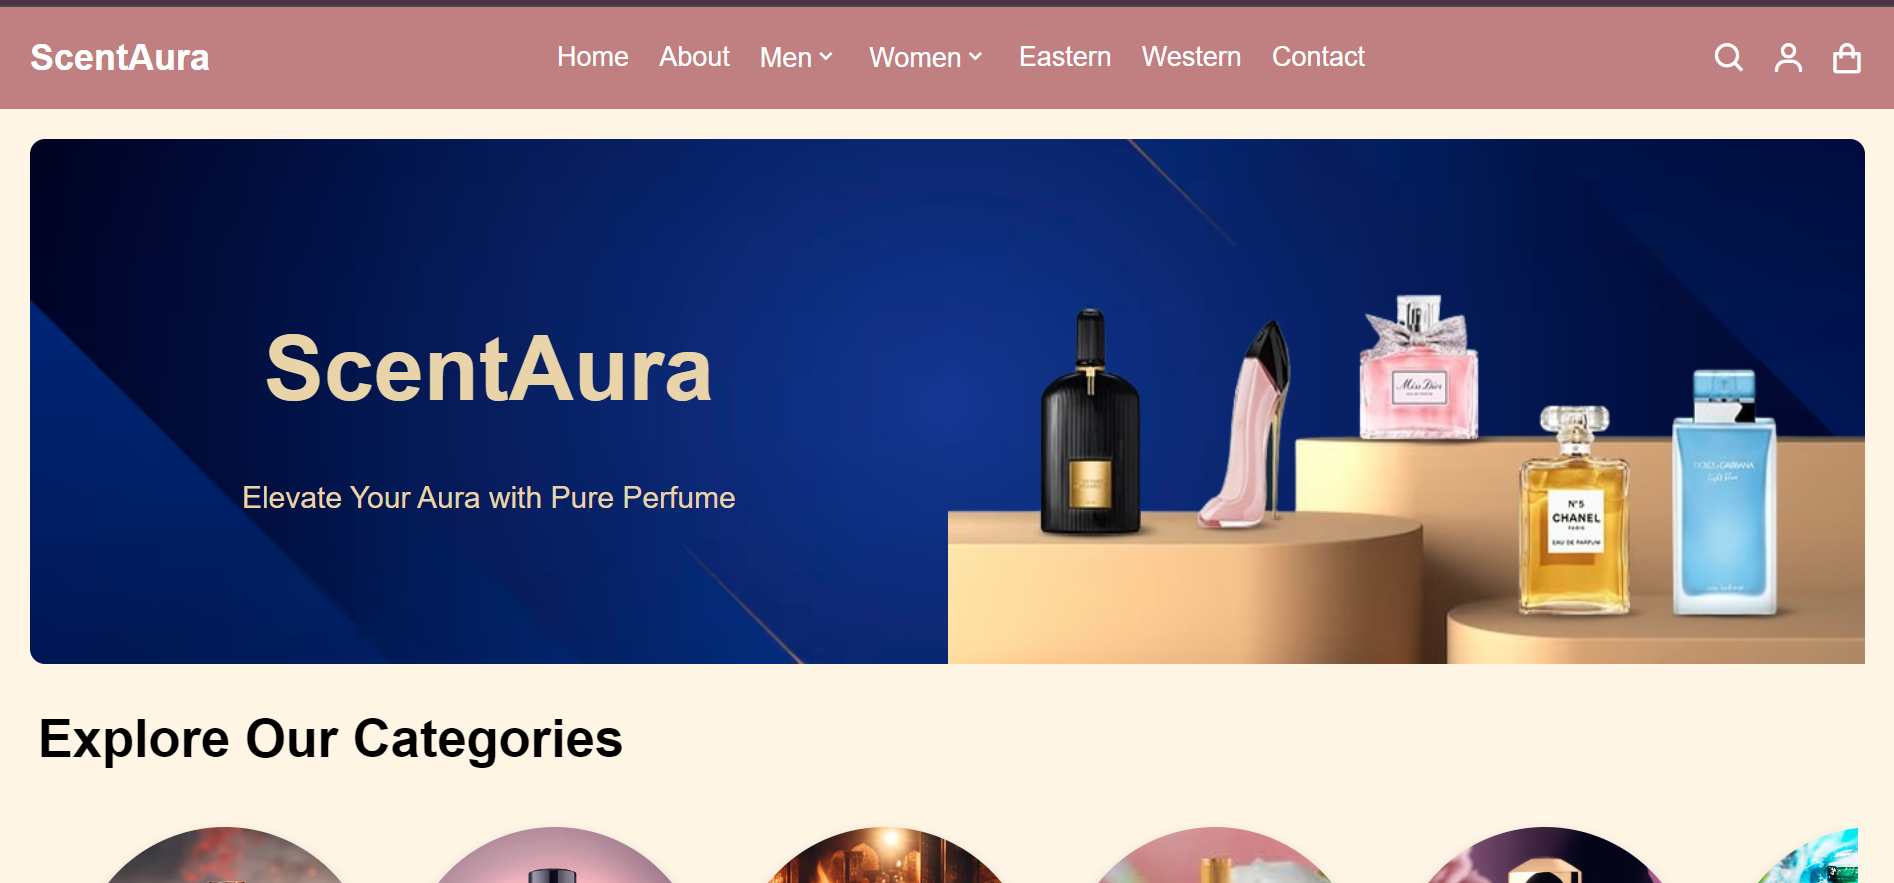 ScentAura
Home About Men Women Eastern Western Contact
ScentAura
Elevate Your Aura with Pure Perfume
Miss Dior
N°5
CHANEL
PARIS
EAU DE PARFUM
DOLCE & GABBANA
light blue
Explore Our Categories